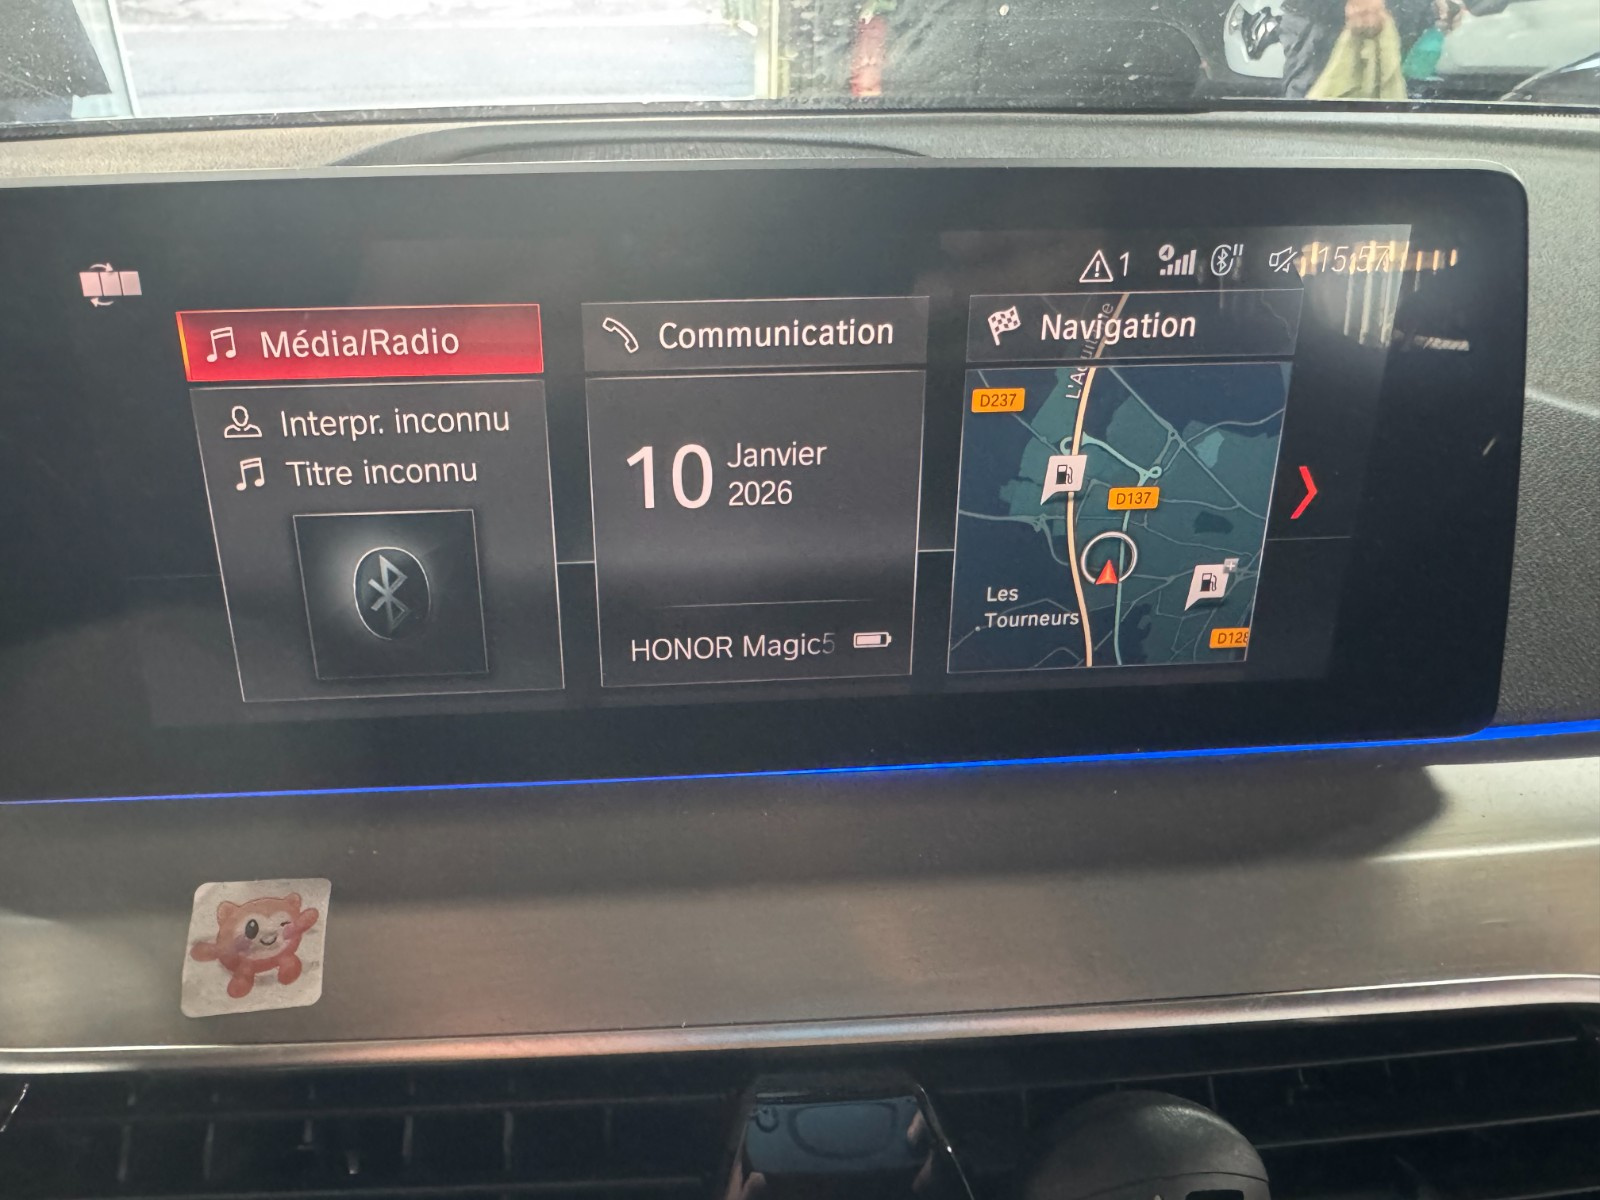 1
15:57
Média/Radio
Communication
Navigation
Interpr. inconnu
Titre inconnu
10
Janvier
2026
HONOR Magic5
D237
D137
Les
Tourneurs
D128